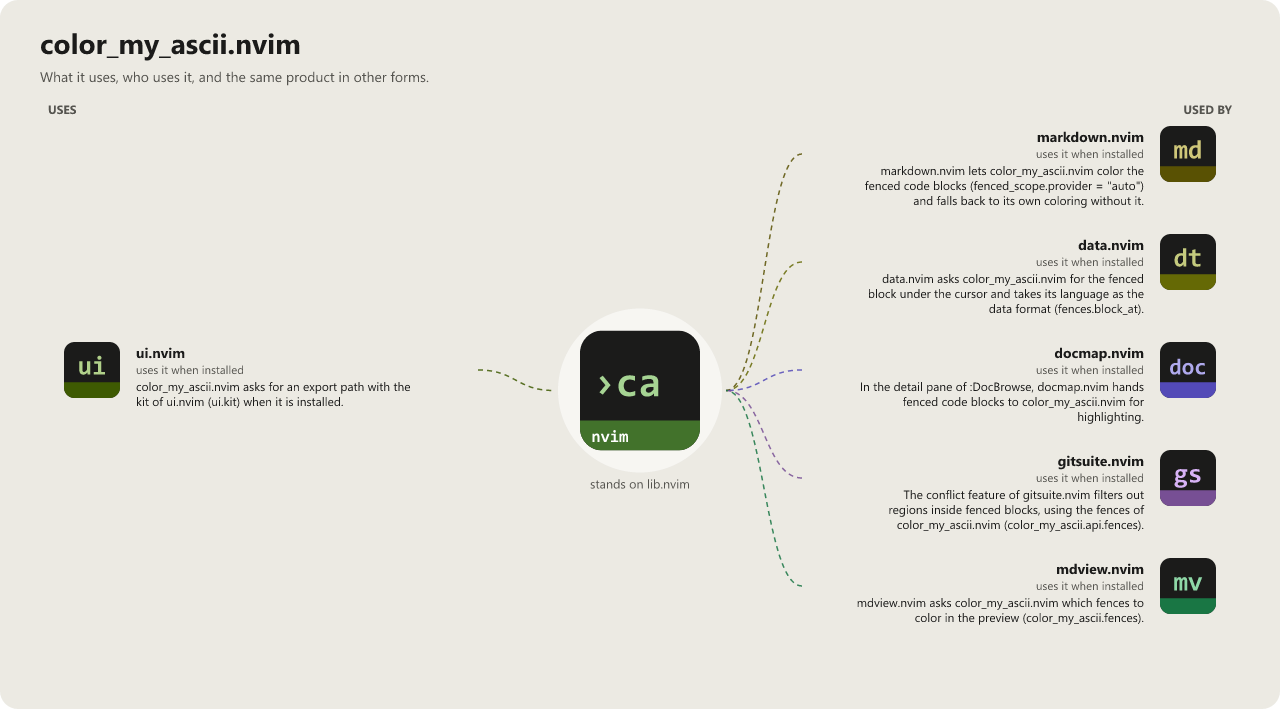 color_my_ascii.nvim
What it uses, who uses it, and the same product in other forms.
USES
USED BY
ui
ui.nvim
uses it when installed
color_my_ascii.nvim asks for an export path with the
kit of ui.nvim (ui.kit) when it is installed.
›ca
nvim
stands on lib.nvim
markdown.nvim
uses it when installed
markdown.nvim lets color_my_ascii.nvim color the
fenced code blocks (fenced_scope.provider = "auto")
and falls back to its own coloring without it.
md
data.nvim
uses it when installed
data.nvim asks color_my_ascii.nvim for the fenced
block under the cursor and takes its language as the
data format (fences.block_at).
dt
docmap.nvim
uses it when installed
In the detail pane of :DocBrowse, docmap.nvim hands
fenced code blocks to color_my_ascii.nvim for
highlighting.
doc
gitsuite.nvim
uses it when installed
The conflict feature of gitsuite.nvim filters out
regions inside fenced blocks, using the fences of
color_my_ascii.nvim (color_my_ascii.api.fences).
gs
mdview.nvim
uses it when installed
mdview.nvim asks color_my_ascii.nvim which fences to
color in the preview (color_my_ascii.fences).
mv